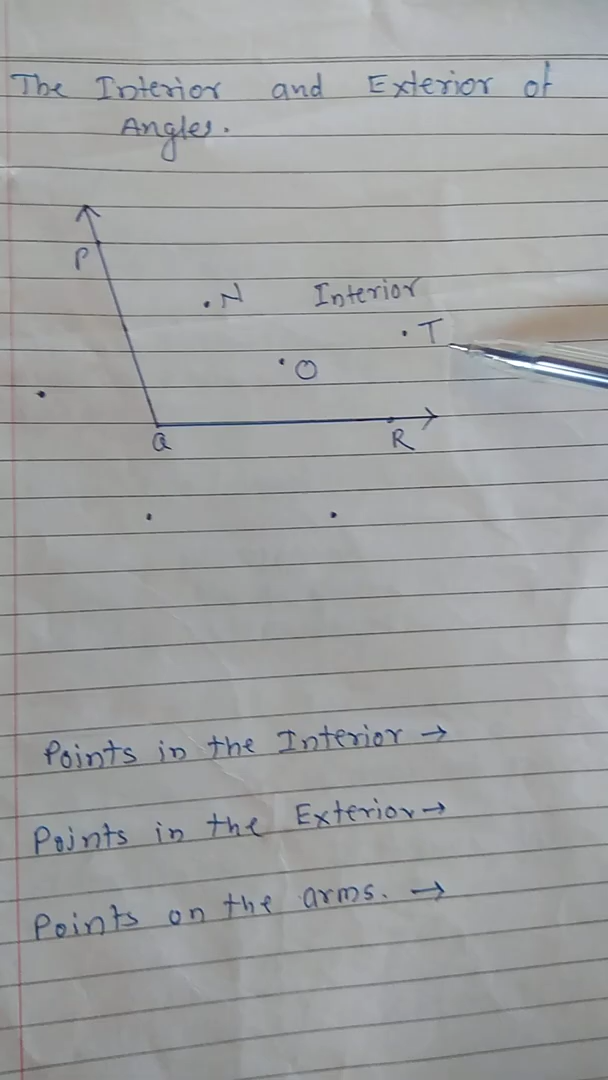 The Interior and Exterior of
Angles.
P
N Interior
T
O
Q
R
Points in the Interior →
Points in the Exterior →
Points on the arms. →